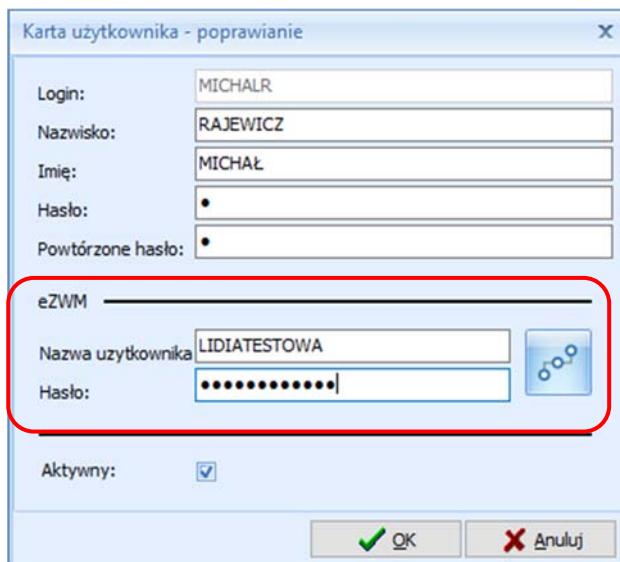 Karta użytkownika - poprawianie
Login: MICHALR
Nazwisko: RAJEWICZ
Imię: MICHAŁ
Hasło: •
Powtórzone hasło: •
eZWM
Nazwa uzytkownika LIDIATESTOWA
Hasło: ••••••••••••
Aktywny:
OK Anuluj